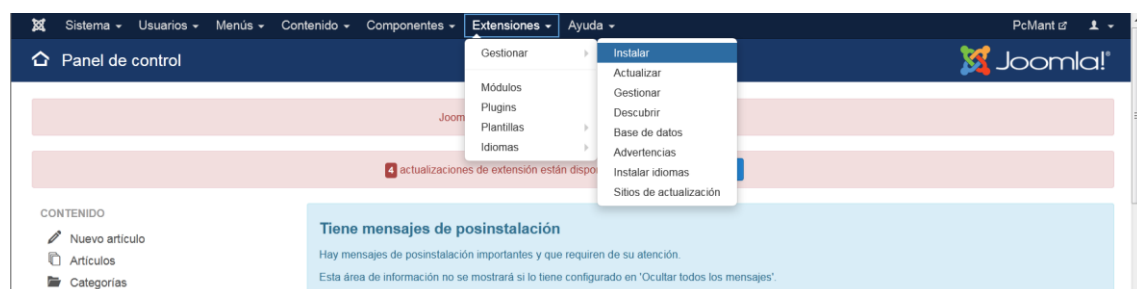 Sistema Usuarios Menús Contenido Componentes Extensiones Ayuda PcMant
Panel de control
Joomla!®
Gestionar
Módulos
Plugins
Plantillas
Idiomas
Instalar
Actualizar
Gestionar
Descubrir
Base de datos
Advertencias
Instalar idiomas
Sitios de actualización
Joom
4 actualizaciones de extensión están dispo
CONTENIDO
Nuevo artículo
Artículos
Categorías
Tiene mensajes de posinstalación
Hay mensajes de posinstalación importantes y que requiren de su atención.
Esta área de información no se mostrará si lo tiene configurado en 'Ocultar todos los mensajes'.